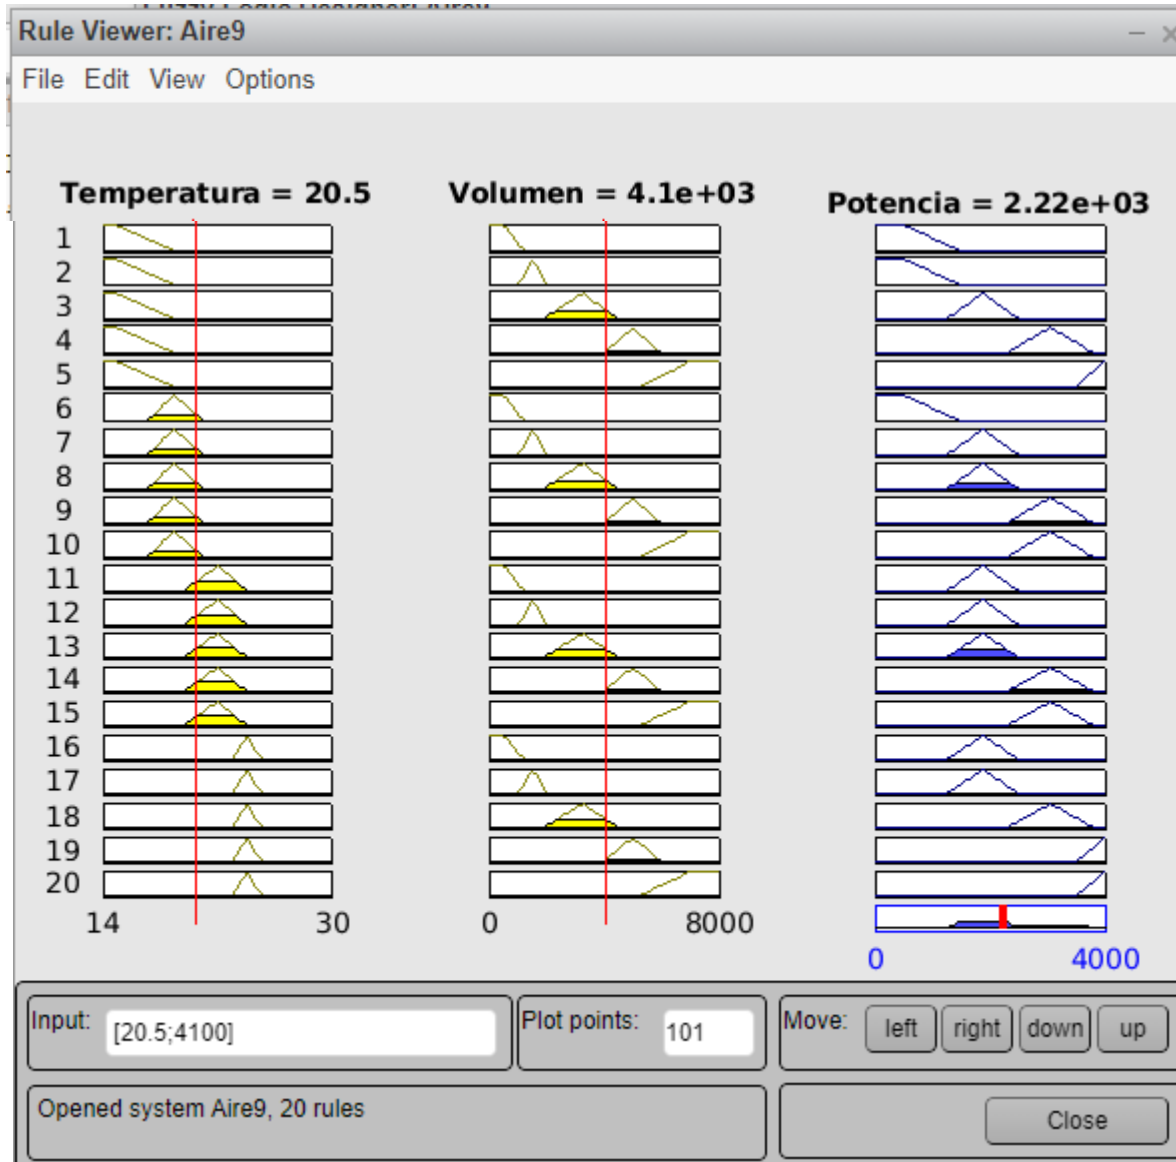 Rule Viewer: Aire9
File Edit View Options
Temperatura = 20.5
Volumen = 4.1e+03
Potencia = 2.22e+03
1
2
3
4
5
6
7
8
9
10
11
12
13
14
15
16
17
18
19
20
14 30
0 8000
0 4000
Input: [20.5;4100]
Plot points: 101
Move: left right down up
Opened system Aire9, 20 rules
Close